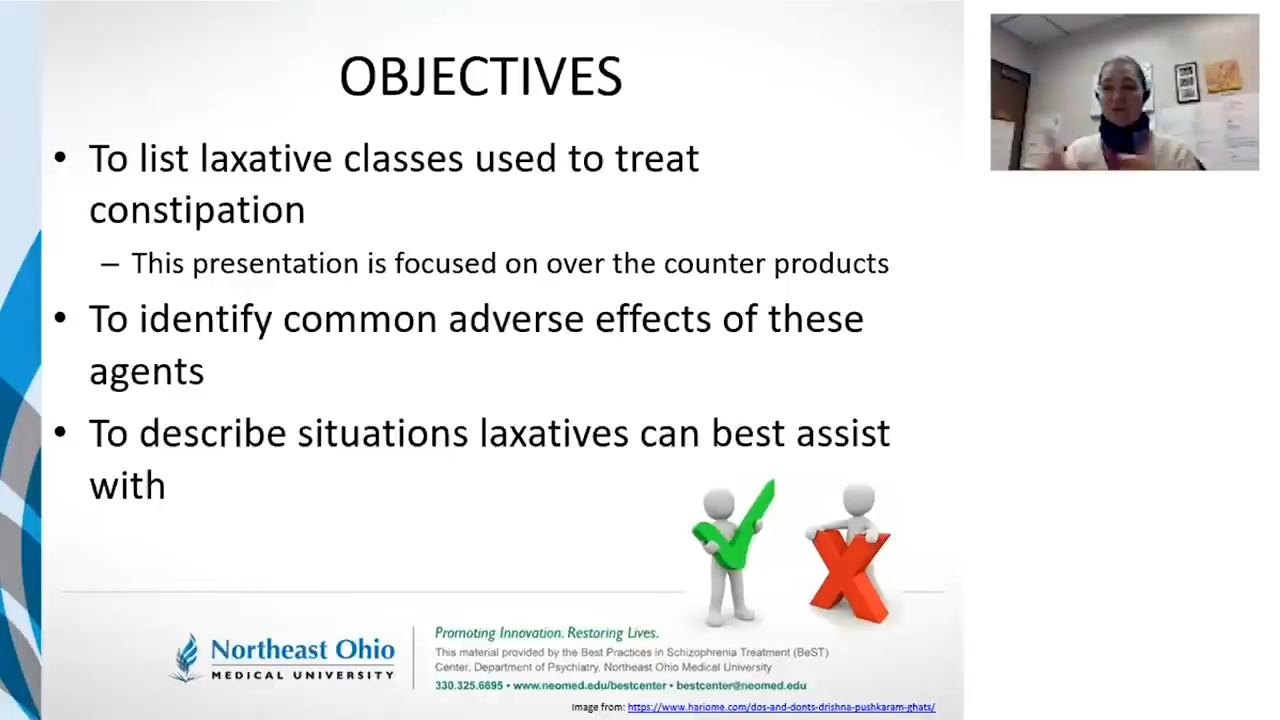 OBJECTIVES
• To list laxative classes used to treat
constipation
– This presentation is focused on over the counter products
• To identify common adverse effects of these
agents
• To describe situations laxatives can best assist
with
Northeast Ohio
MEDICAL UNIVERSITY
Promoting Innovation. Restoring Lives.
This material provided by the Best Practices in Schizophrenia Treatment (BeST)
Center, Department of Psychiatry, Northeast Ohio Medical University
330.325.6695 • www.neomed.edu/bestcenter • bestcenter@neomed.edu
Image from: https://www.hariome.com/dos-and-donts-drishna-pushkaram-ghats/